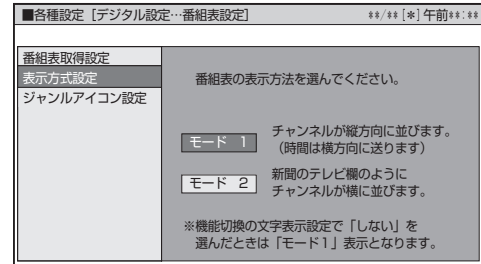 ■各種設定［デジタル設定…番組表設定］ **/**［*］午前**:**
番組表取得設定
表示方式設定
ジャンルアイコン設定
番組表の表示方法を選んでください。
モード 1
チャンネルが縦方向に並びます。
（時間は横方向に送ります）
モード 2
新聞のテレビ欄のように
チャンネルが横に並びます。
※機能切換の文字表示設定で「しない」を
選んだときは「モード1」表示となります。